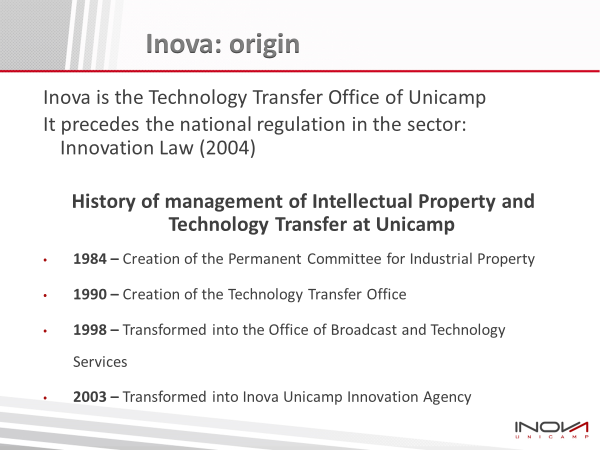 Inova: origin
Inova is the Technology Transfer Office of Unicamp
It precedes the national regulation in the sector:
Innovation Law (2004)
History of management of Intellectual Property and
Technology Transfer at Unicamp
• 1984 – Creation of the Permanent Committee for Industrial Property
• 1990 – Creation of the Technology Transfer Office
• 1998 – Transformed into the Office of Broadcast and Technology
Services
• 2003 – Transformed into Inova Unicamp Innovation Agency
INOVA
UNICAMP